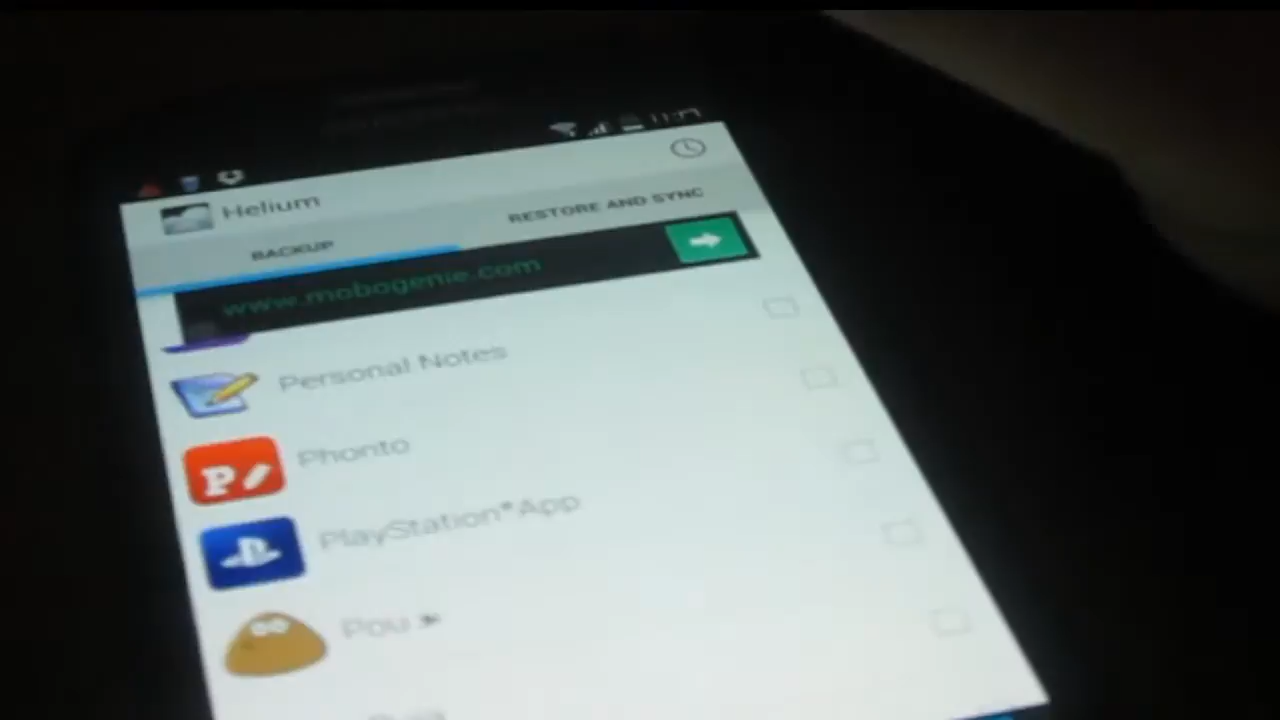 Helium
BACKUP
RESTORE AND SYNC
www.mobogenie.com
Personal Notes
Phonto
PlayStation®App
Pou